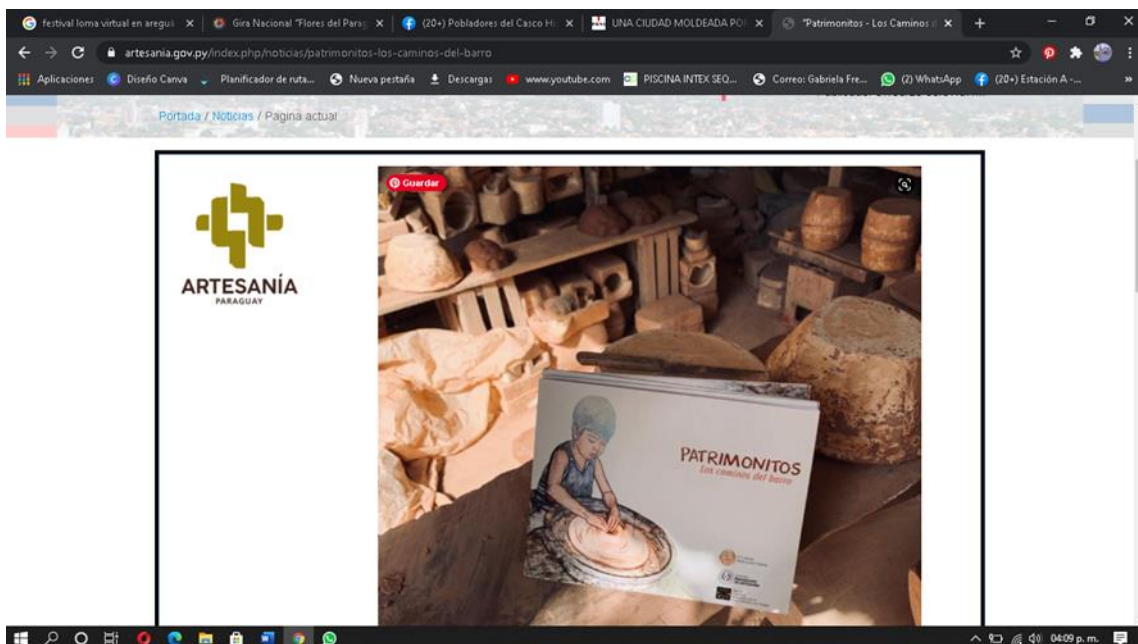 festival loma virtual en areguá
Gira Nacional "Flores del Parag
(20+) Pobladores del Casco His
UNA CIUDAD MOLDEADA POR
"Patrimonitos - Los Caminos d
artesania.gov.py/index.php/noticias/patrimonitos-los-caminos-del-barro
Aplicaciones
Diseño Canva
Planificador de ruta...
Nueva pestaña
Descargas
www.youtube.com
PISCINA INTEX SEQ...
Correo: Gabriela Fre...
(2) WhatsApp
(20+) Estación A -...
»
Portada / Noticias / Pagina actual
Guardar
ARTESANÍA
PARAGUAY
PATRIMONITOS
Los caminos del barro
04:09 p. m.